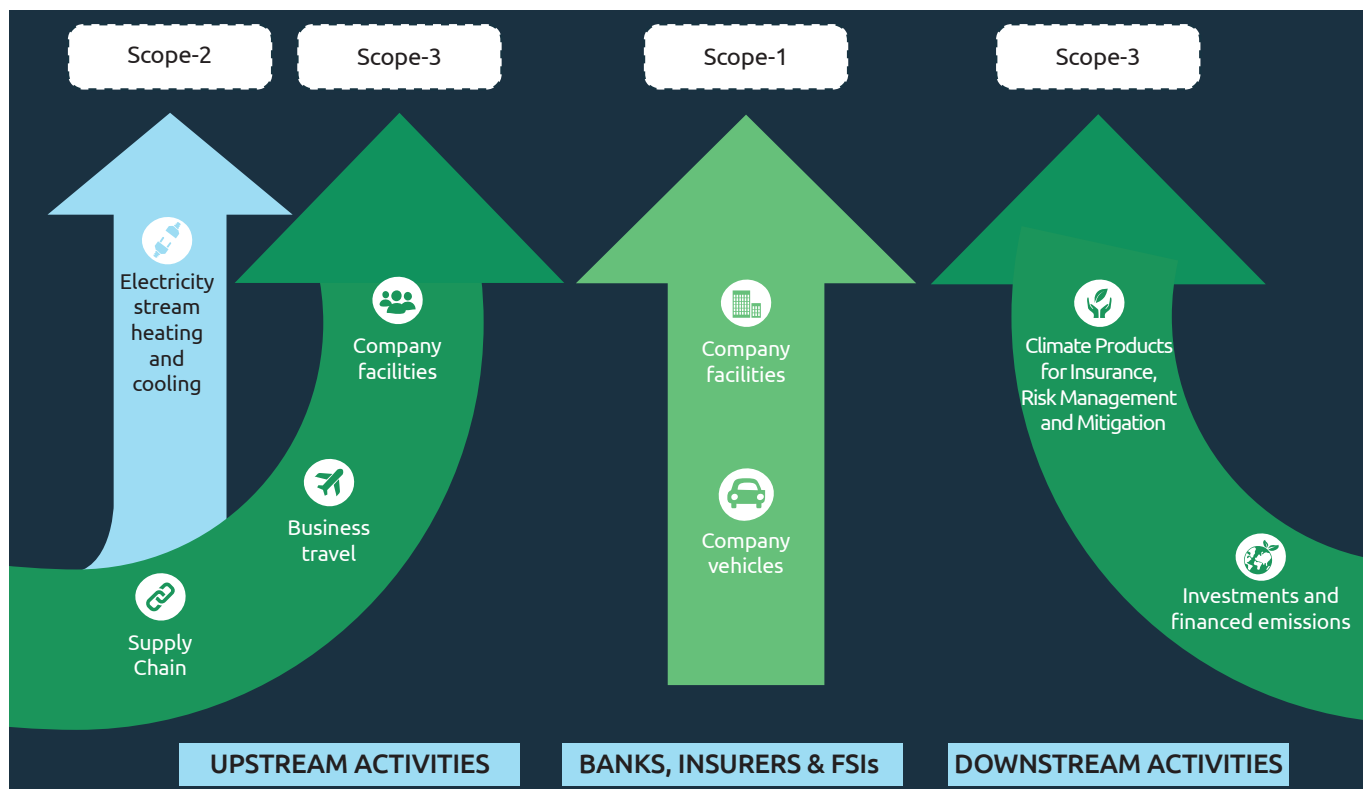 Scope-2
Scope-3
Scope-1
Scope-3
Electricity
stream
heating
and
cooling
Company
facilities
Business
travel
Supply
Chain
Company
facilities
Company
vehicles
Climate Products
for Insurance,
Risk Management
and Mitigation
Investments and
financed emissions
UPSTREAM ACTIVITIES
BANKS, INSURERS & FSIs
DOWNSTREAM ACTIVITIES